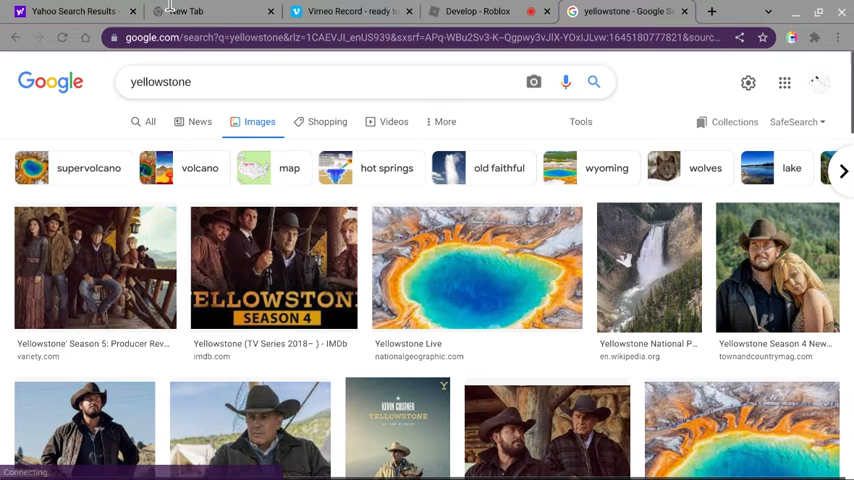 Yahoo Search Results - New Tab Vimeo Record - ready to Develop - Roblox yellowstone - Google Se
google.com/search?q=yellowstone&rlz=1CAEVJI_enUS939&sxsrf=APq-WBu2Sv3-K--Qgpwy3vJlX-YOxiJLvw:1645180777821&sourc...
Google yellowstone
All News Images Shopping Videos More Tools Collections SafeSearch
supervolcano volcano map hot springs old faithful wyoming wolves lake
YELLOWSTONE
SEASON 4
Yellowstone' Season 5: Producer Rev... Yellowstone (TV Series 2018– ) - IMDb Yellowstone Live Yellowstone National P... Yellowstone Season 4 New...
variety.com imdb.com nationalgeographic.com en.wikipedia.org townandcountrymag.com
KEVIN COSTNER
YELLOWSTONE
Connecting...